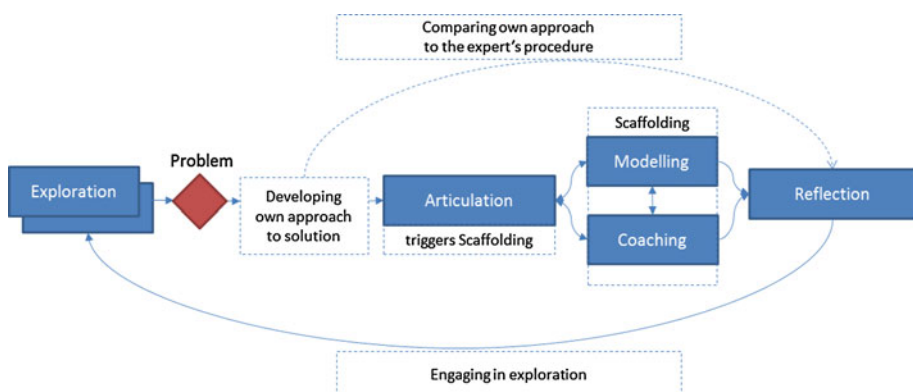 Comparing own approach
to the expert's procedure
Scaffolding
Problem
Modelling
Exploration
Developing
own approach
to solution
Articulation
Reflection
triggers Scaffolding
Coaching
Engaging in exploration